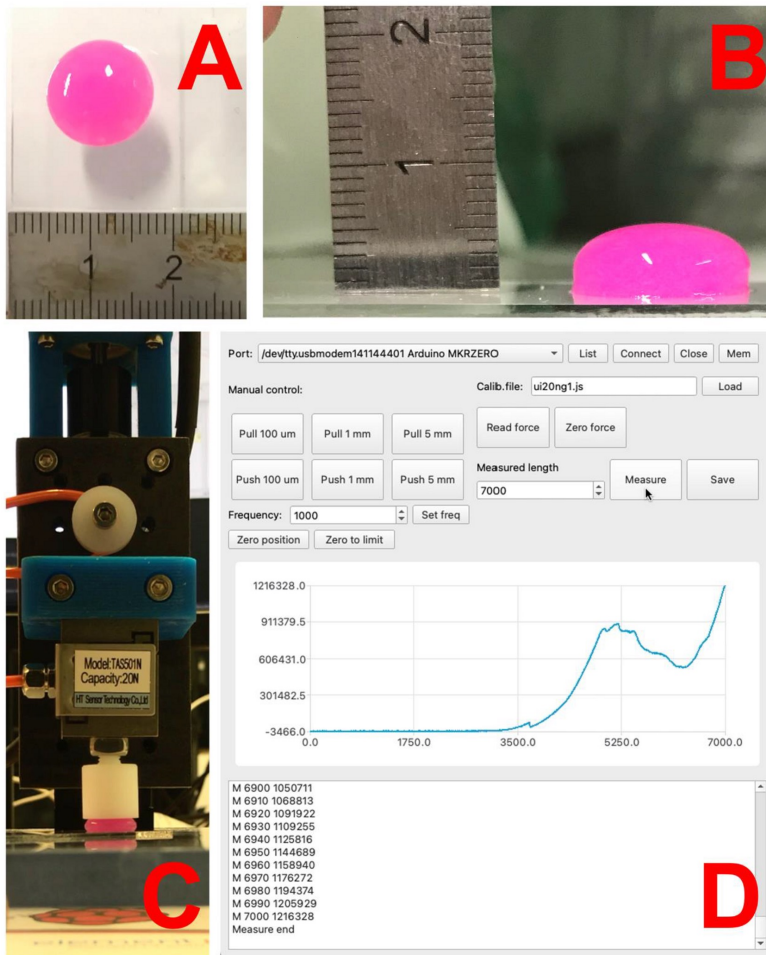 A
1 2
B
2
1
Model:TAS501N
Capacity:20N
HT Sensor Technology Co.,Ltd
C
Port: /dev/tty.usbmodem141144401 Arduino MKRZERO List Connect Close Mem
Manual control:
Calib.file: ui20ng1.js Load
Pull 100 um Pull 1 mm Pull 5 mm Read force Zero force
Push 100 um Push 1 mm Push 5 mm
Measured length
7000 Measure Save
Frequency: 1000 Set freq
Zero position Zero to limit
1216328.0
911379.5
606431.0
301482.5
-3466.0
0.0 1750.0 3500.0 5250.0 7000.0
M 6900 1050711
M 6910 1068813
M 6920 1091922
M 6930 1109255
M 6940 1125816
M 6950 1144689
M 6960 1158940
M 6970 1176272
M 6980 1194374
M 6990 1205929
M 7000 1216328
Measure end
D